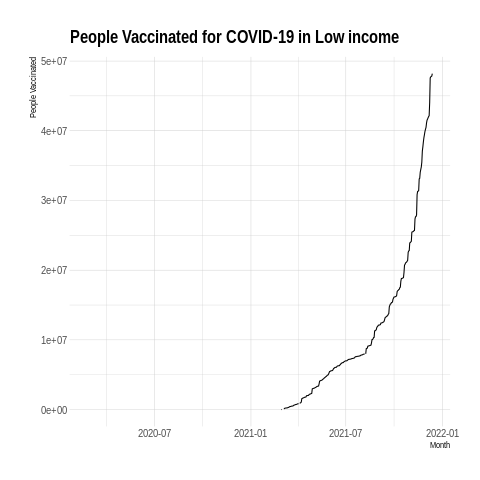 People Vaccinated for COVID-19 in Low income
People Vaccinated
5e+07
4e+07
3e+07
2e+07
1e+07
0e+00
2020-07 2021-01 2021-07 2022-01
Month